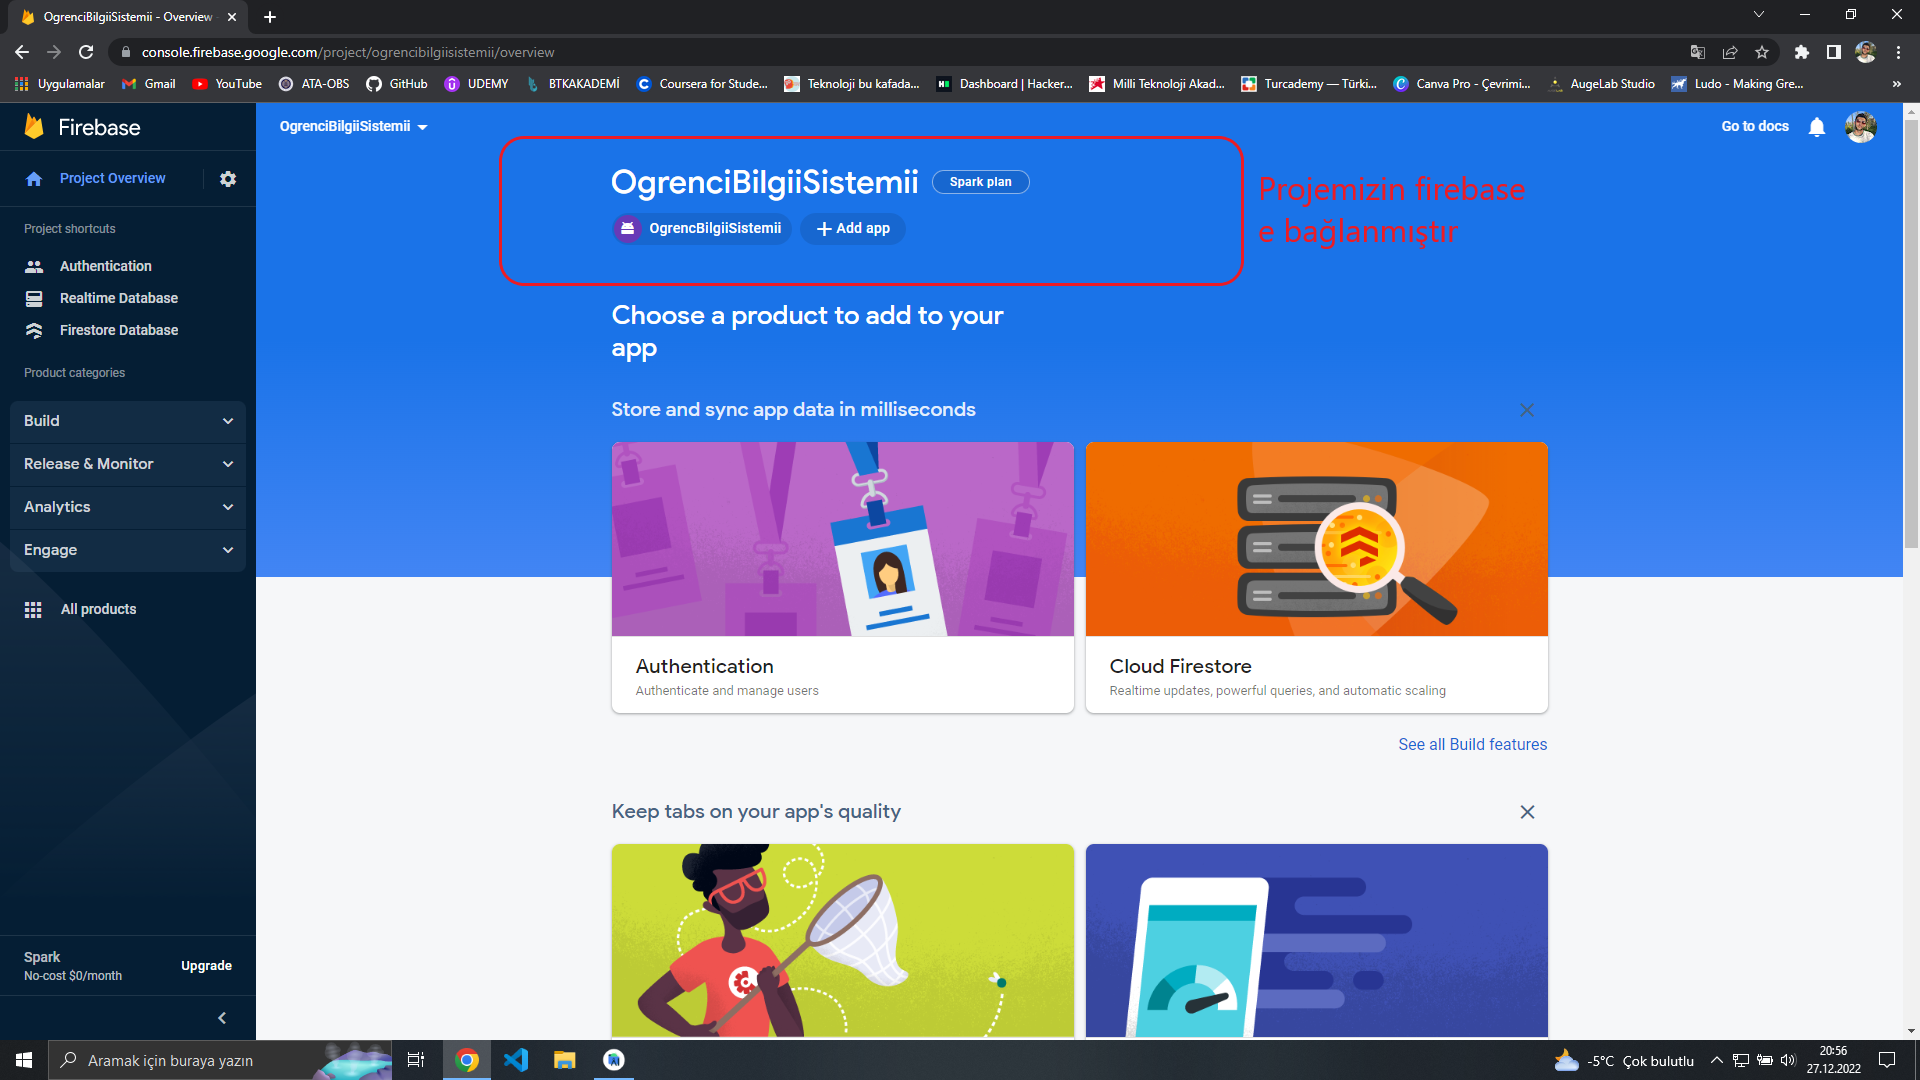 OgrenciBilgiiSistemii - Overview
console.firebase.google.com/project/ogrencibilgiisistemii/overview
Uygulamalar
Gmail
YouTube
ATA-OBS
GitHub
UDEMY
BTKAKADEMİ
Coursera for Stude...
Teknoloji bu kafada...
Dashboard | Hacker...
Milli Teknoloji Akad...
Turcademy — Türki...
Canva Pro - Çevrimi...
AugeLab Studio
Ludo - Making Gre...
»
Firebase
Project Overview
Project shortcuts
Authentication
Realtime Database
Firestore Database
Product categories
Build
Release & Monitor
Analytics
Engage
All products
Spark
No-cost $0/month
Upgrade
OgrenciBilgiiSistemii
Go to docs
OgrenciBilgiiSistemii
Spark plan
OgrencBilgiiSistemii
Add app
Projemizin firebase
e bağlanmıştır
Choose a product to add to your
app
Store and sync app data in milliseconds
Authentication
Authenticate and manage users
Cloud Firestore
Realtime updates, powerful queries, and automatic scaling
See all Build features
Keep tabs on your app's quality
Aramak için buraya yazın
-5°C Çok bulutlu
20:56
27.12.2022